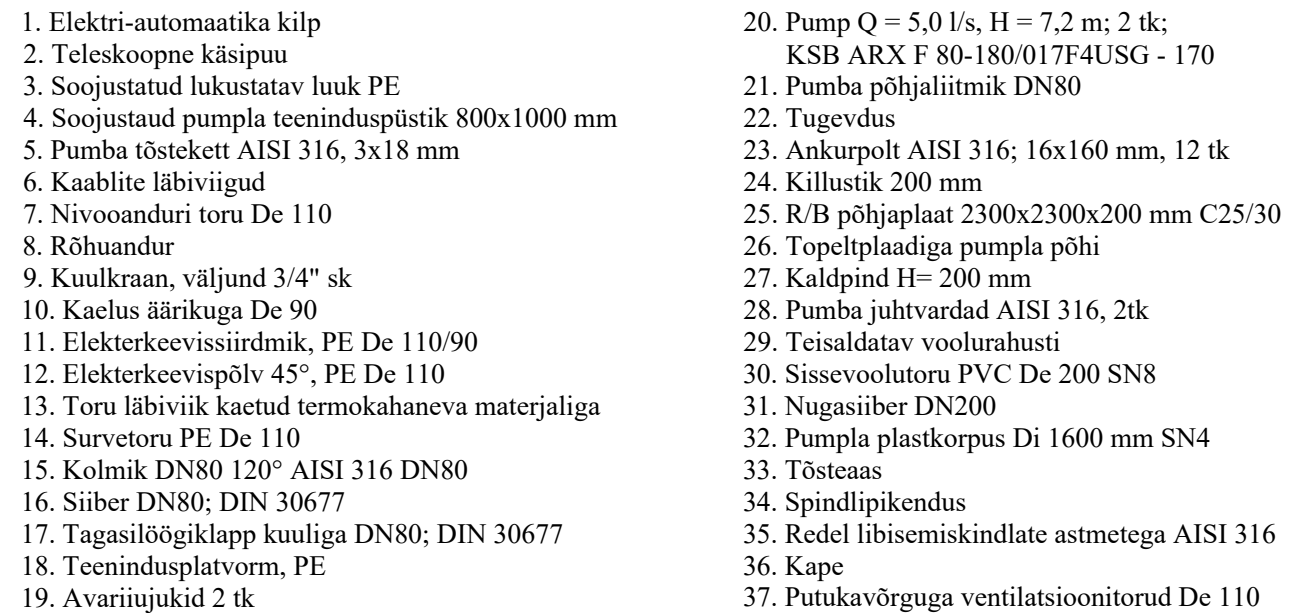 1. Elektri-automaatika kilp
2. Teleskoopne käsipuu
3. Soojustatud lukustatav luuk PE
4. Soojustaud pumpla teeninduspüstik 800x1000 mm
5. Pumba tõstekett AISI 316, 3x18 mm
6. Kaablite läbiviigud
7. Nivooanduri toru De 110
8. Rõhuandur
9. Kuulkraan, väljund 3/4" sk
10. Kaelus äärikuga De 90
11. Elekterkeevissiirdmik, PE De 110/90
12. Elekterkeevispõlv 45°, PE De 110
13. Toru läbiviik kaetud termokahaneva materjaliga
14. Survetoru PE De 110
15. Kolmik DN80 120° AISI 316 DN80
16. Siiber DN80; DIN 30677
17. Tagasilöögiklapp kuuliga DN80; DIN 30677
18. Teenindusplatvorm, PE
19. Avariiujukid 2 tk
20. Pump Q = 5,0 l/s, H = 7,2 m; 2 tk;
KSB ARX F 80-180/017F4USG - 170
21. Pumba põhjaliitmik DN80
22. Tugevdus
23. Ankurpolt AISI 316; 16x160 mm, 12 tk
24. Killustik 200 mm
25. R/B põhjaplaat 2300x2300x200 mm C25/30
26. Topeltplaadiga pumpla põhi
27. Kaldpind H= 200 mm
28. Pumba juhtvardad AISI 316, 2tk
29. Teisaldatav voolurahusti
30. Sissevoolutoru PVC De 200 SN8
31. Nugasiiber DN200
32. Pumpla plastkorpus Di 1600 mm SN4
33. Tõsteaas
34. Spindlipikendus
35. Redel libisemiskindlate astmetega AISI 316
36. Kape
37. Putukavõrguga ventilatsioonitorud De 110